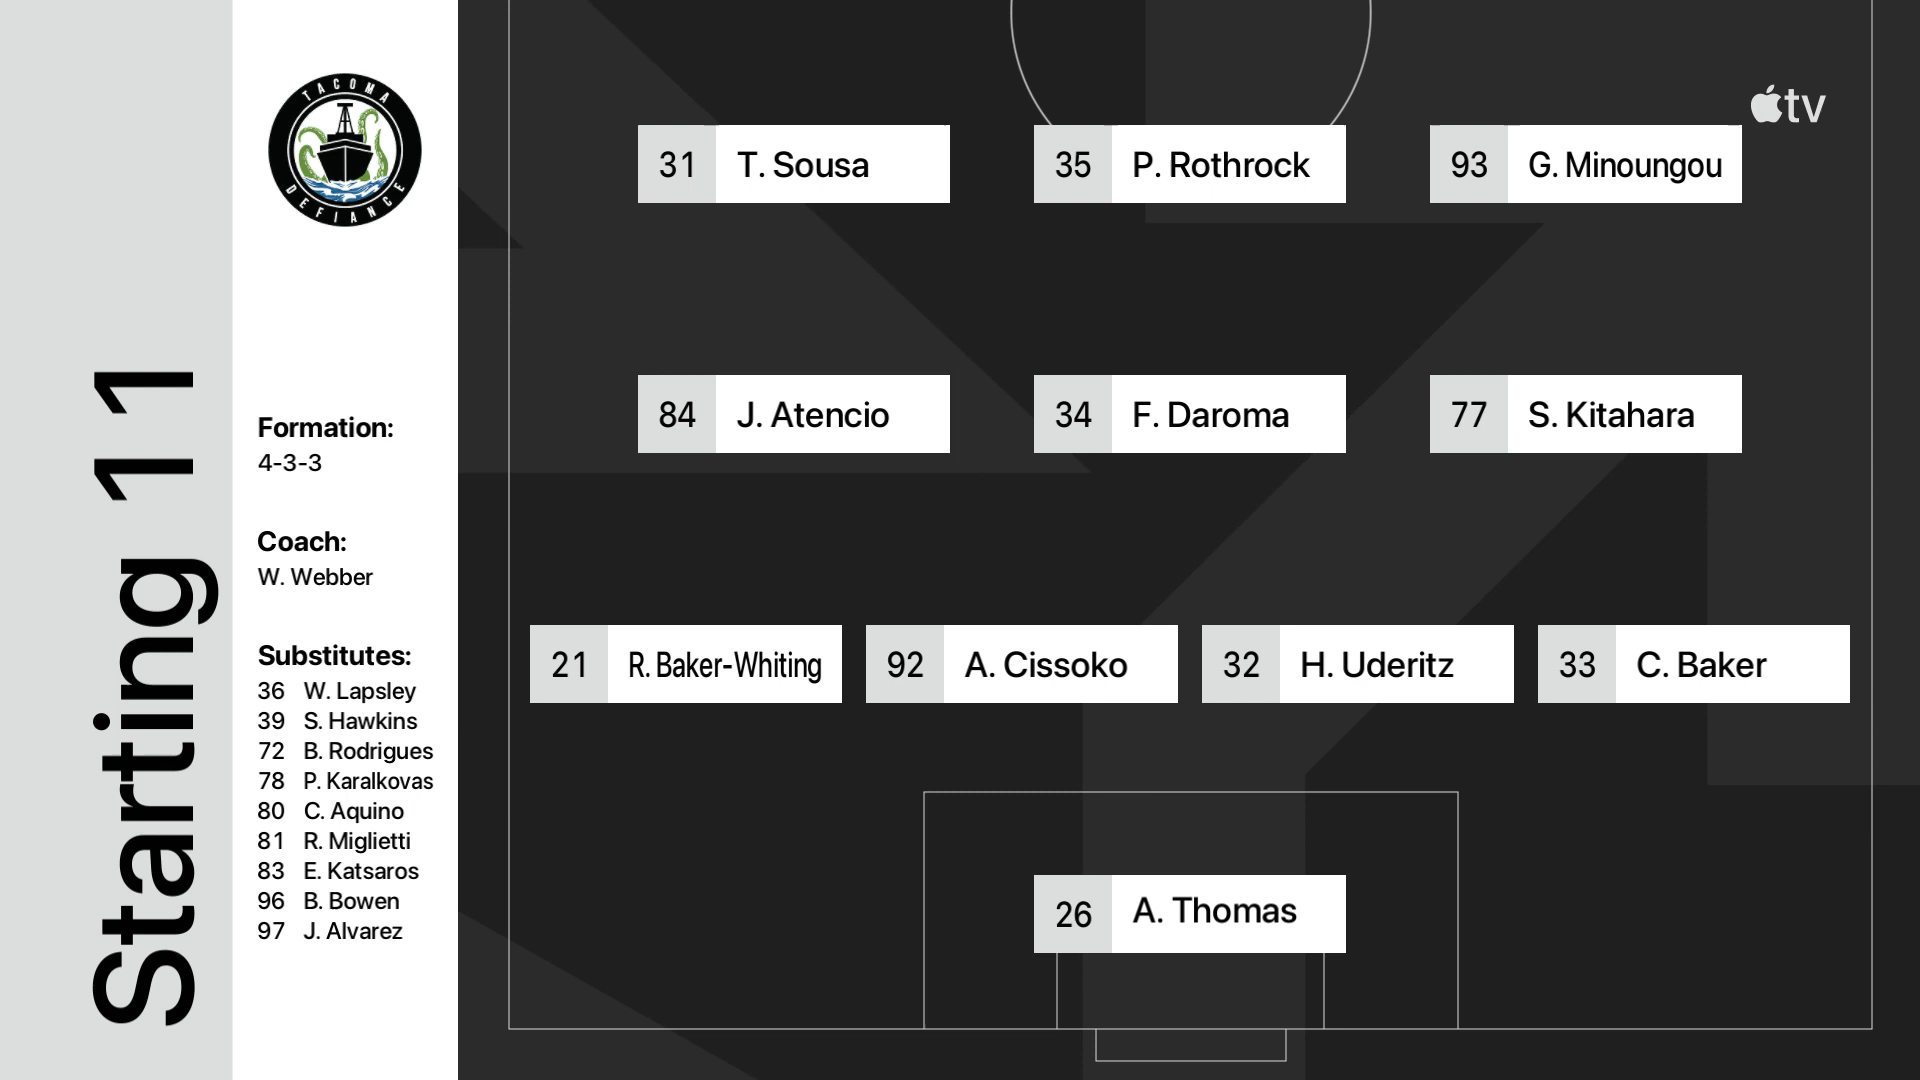 Starting 11
TACOMA
DEFIANCE
Formation:
4-3-3
Coach:
W. Webber
Substitutes:
36 W. Lapsley
39 S. Hawkins
72 B. Rodrigues
78 P. Karalkovas
80 C. Aquino
81 R. Miglietti
83 E. Katsaros
96 B. Bowen
97 J. Alvarez
tv
31 T. Sousa
35 P. Rothrock
93 G. Minoungou
84 J. Atencio
34 F. Daroma
77 S. Kitahara
21 R. Baker-Whiting
92 A. Cissoko
32 H. Uderitz
33 C. Baker
26 A. Thomas